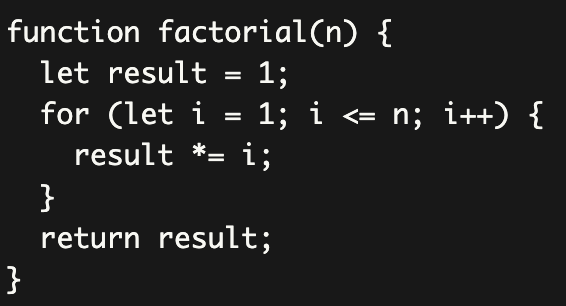 function factorial(n) {
  let result = 1;
  for (let i = 1; i <= n; i++) {
    result *= i;
  }
  return result;
}